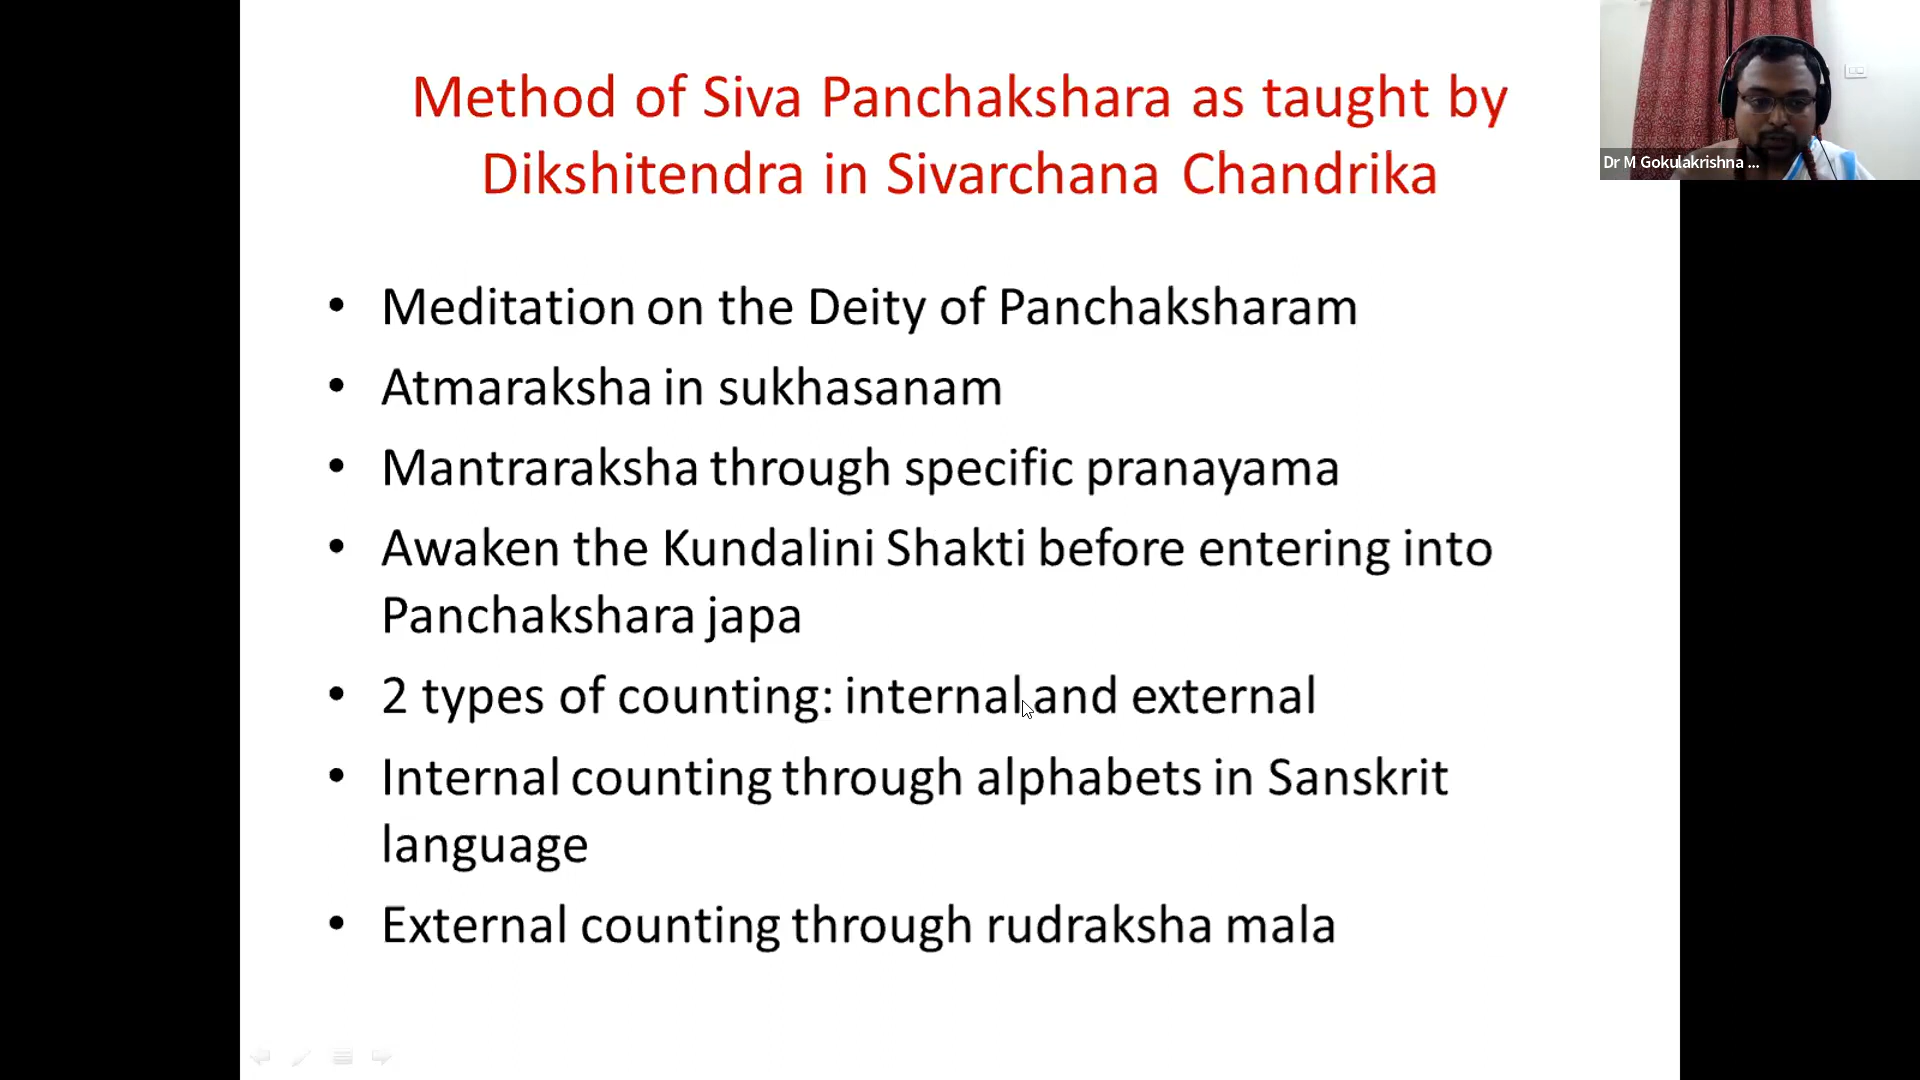 Method of Siva Panchakshara as taught by
Dikshitendra in Sivarchana Chandrika
• Meditation on the Deity of Panchaksharam
• Atmaraksha in sukhasanam
• Mantraraksha through specific pranayama
• Awaken the Kundalini Shakti before entering into
Panchakshara japa
• 2 types of counting: internal and external
• Internal counting through alphabets in Sanskrit
language
• External counting through rudraksha mala
Dr M Gokulakrishna ...